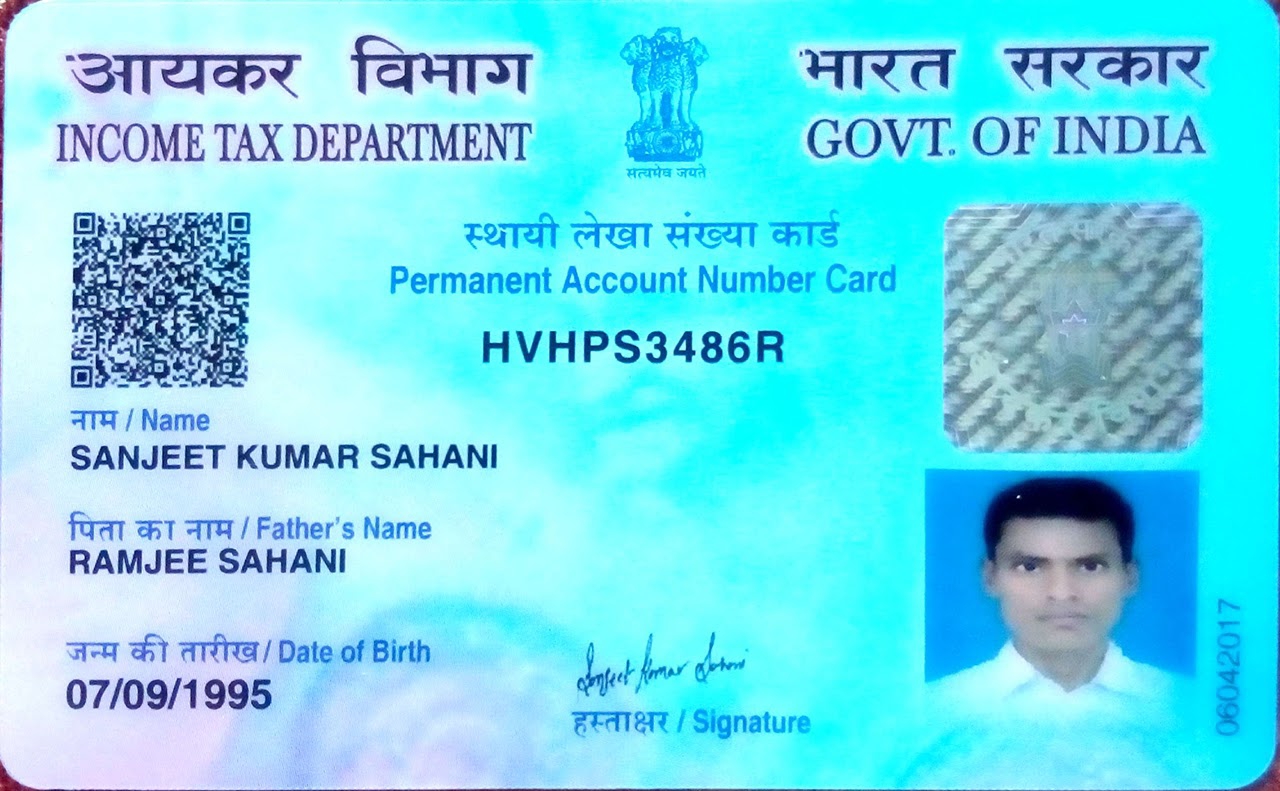 आयकर विभाग
INCOME TAX DEPARTMENT
सत्यमेव जयते
भारत सरकार
GOVT. OF INDIA
स्थायी लेखा संख्या कार्ड
Permanent Account Number Card
HVHPS3486R
नाम / Name
SANJEET KUMAR SAHANI
पिता का नाम / Father's Name
RAMJEE SAHANI
जन्म की तारीख / Date of Birth
07/09/1995
Sanjeet Kumar Sahani
हस्ताक्षर / Signature
06042017